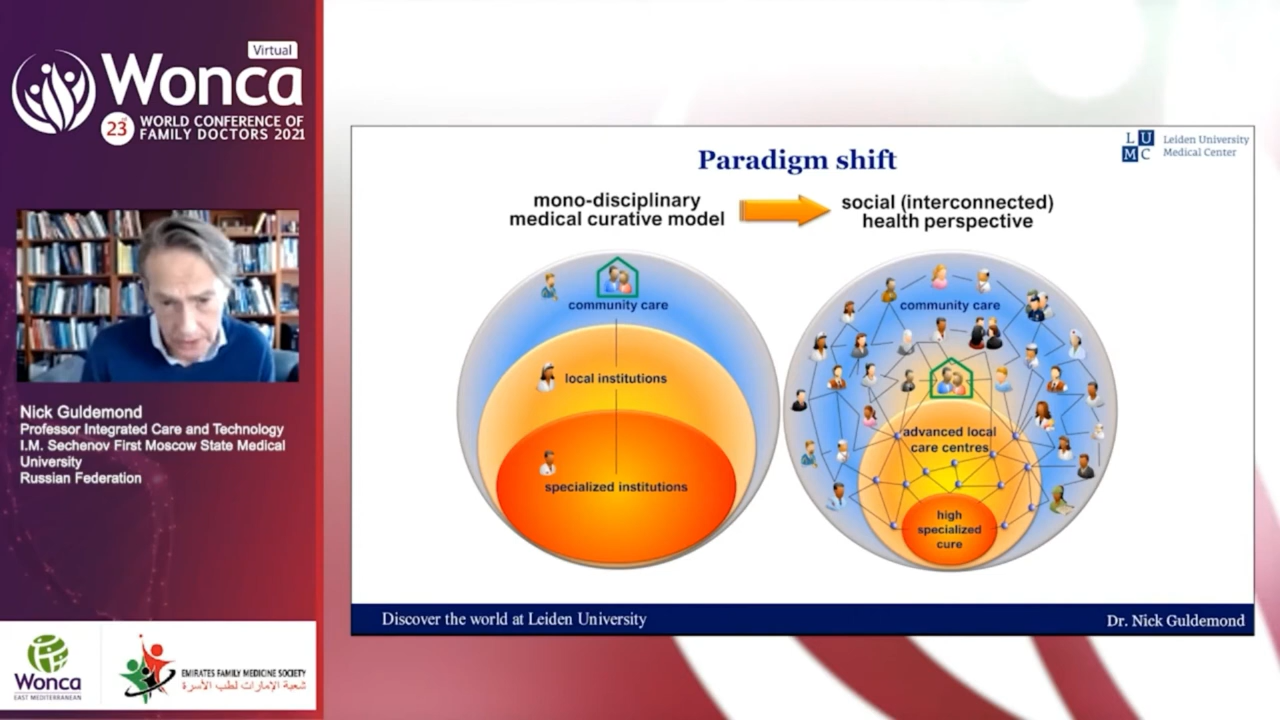 Virtual
Wonca
23rd WORLD CONFERENCE OF
FAMILY DOCTORS 2021
Nick Guldemond
Professor Integrated Care and Technology
I.M. Sechenov First Moscow State Medical
University
Russian Federation
Wonca
EAST MEDITERRANEAN
EMIRATES FAMILY MEDICINE SOCIETY
شعبة الإمارات لطب الأسرة
L U
M C
Leiden University
Medical Center
Paradigm shift
mono-disciplinary
medical curative model
social (interconnected)
health perspective
community care
local institutions
specialized institutions
community care
advanced local
care centres
high
specialized
cure
Discover the world at Leiden University
Dr. Nick Guldemond